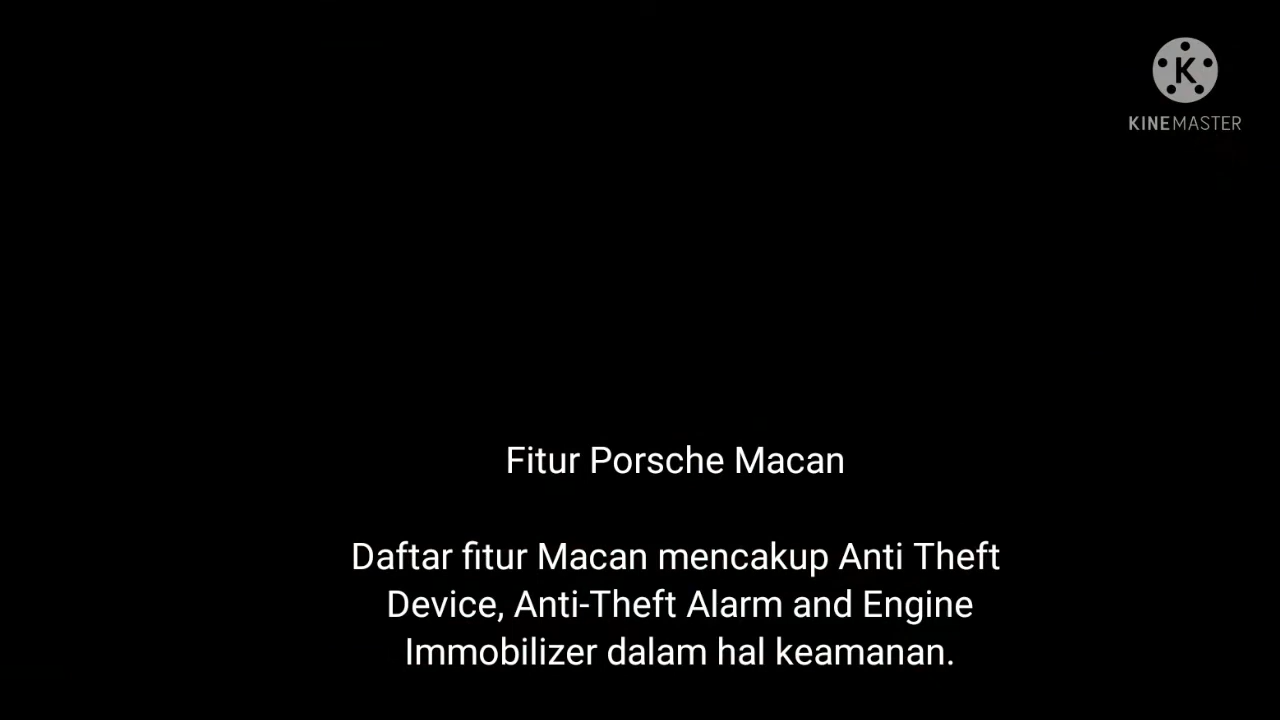 K
KINEMASTER
Fitur Porsche Macan
Daftar fitur Macan mencakup Anti Theft
Device, Anti-Theft Alarm and Engine
Immobilizer dalam hal keamanan.